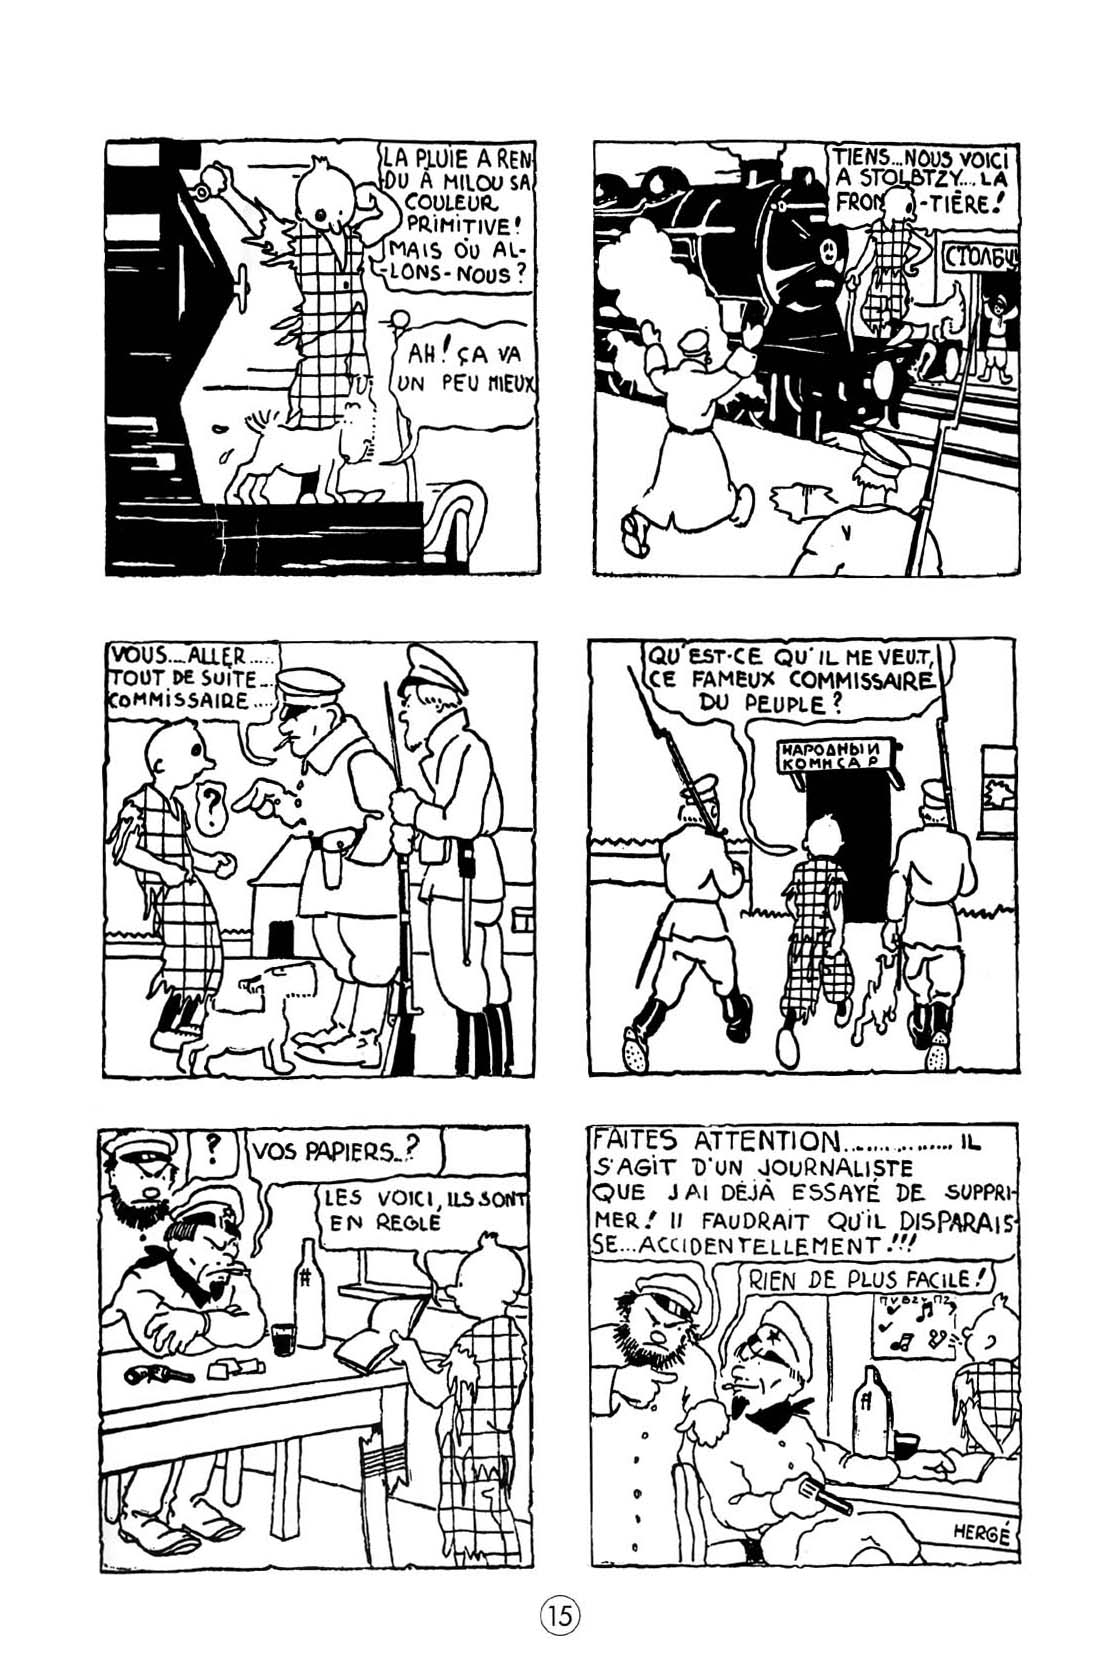 LA PLUIE A REN-
DU À MILOU SA
COULEUR
PRIMITIVE!
MAIS OÙ AL-
-LONS-NOUS?
AH! ÇA VA
UN PEU MIEUX
TIENS...NOUS VOICI
A STOLBTZY... LA
FRON -TIÈRE!
СТОЛБЦЫ
VOUS... ALLER.....
TOUT DE SUITE...
COMMISSAIRE....
?
QU'EST-CE QU'IL ME VEUT,
CE FAMEUX COMMISSAIRE
DU PEUPLE?
НАРОДНЫИ
КОМИСАР
?
VOS PAPIERS..?
LES VOICI, ILS SONT
EN REGLE
#
FAITES ATTENTION................ IL
S'AGIT D'UN JOURNALISTE
QUE J'AI DÉJÀ ESSAYÉ DE SUPPRI-
MER! Il FAUDRAIT QU'IL DISPARAIS-
SE...ACCIDENTELLEMENT!!!
RIEN DE PLUS FACILE!
#
HERGÉ
15